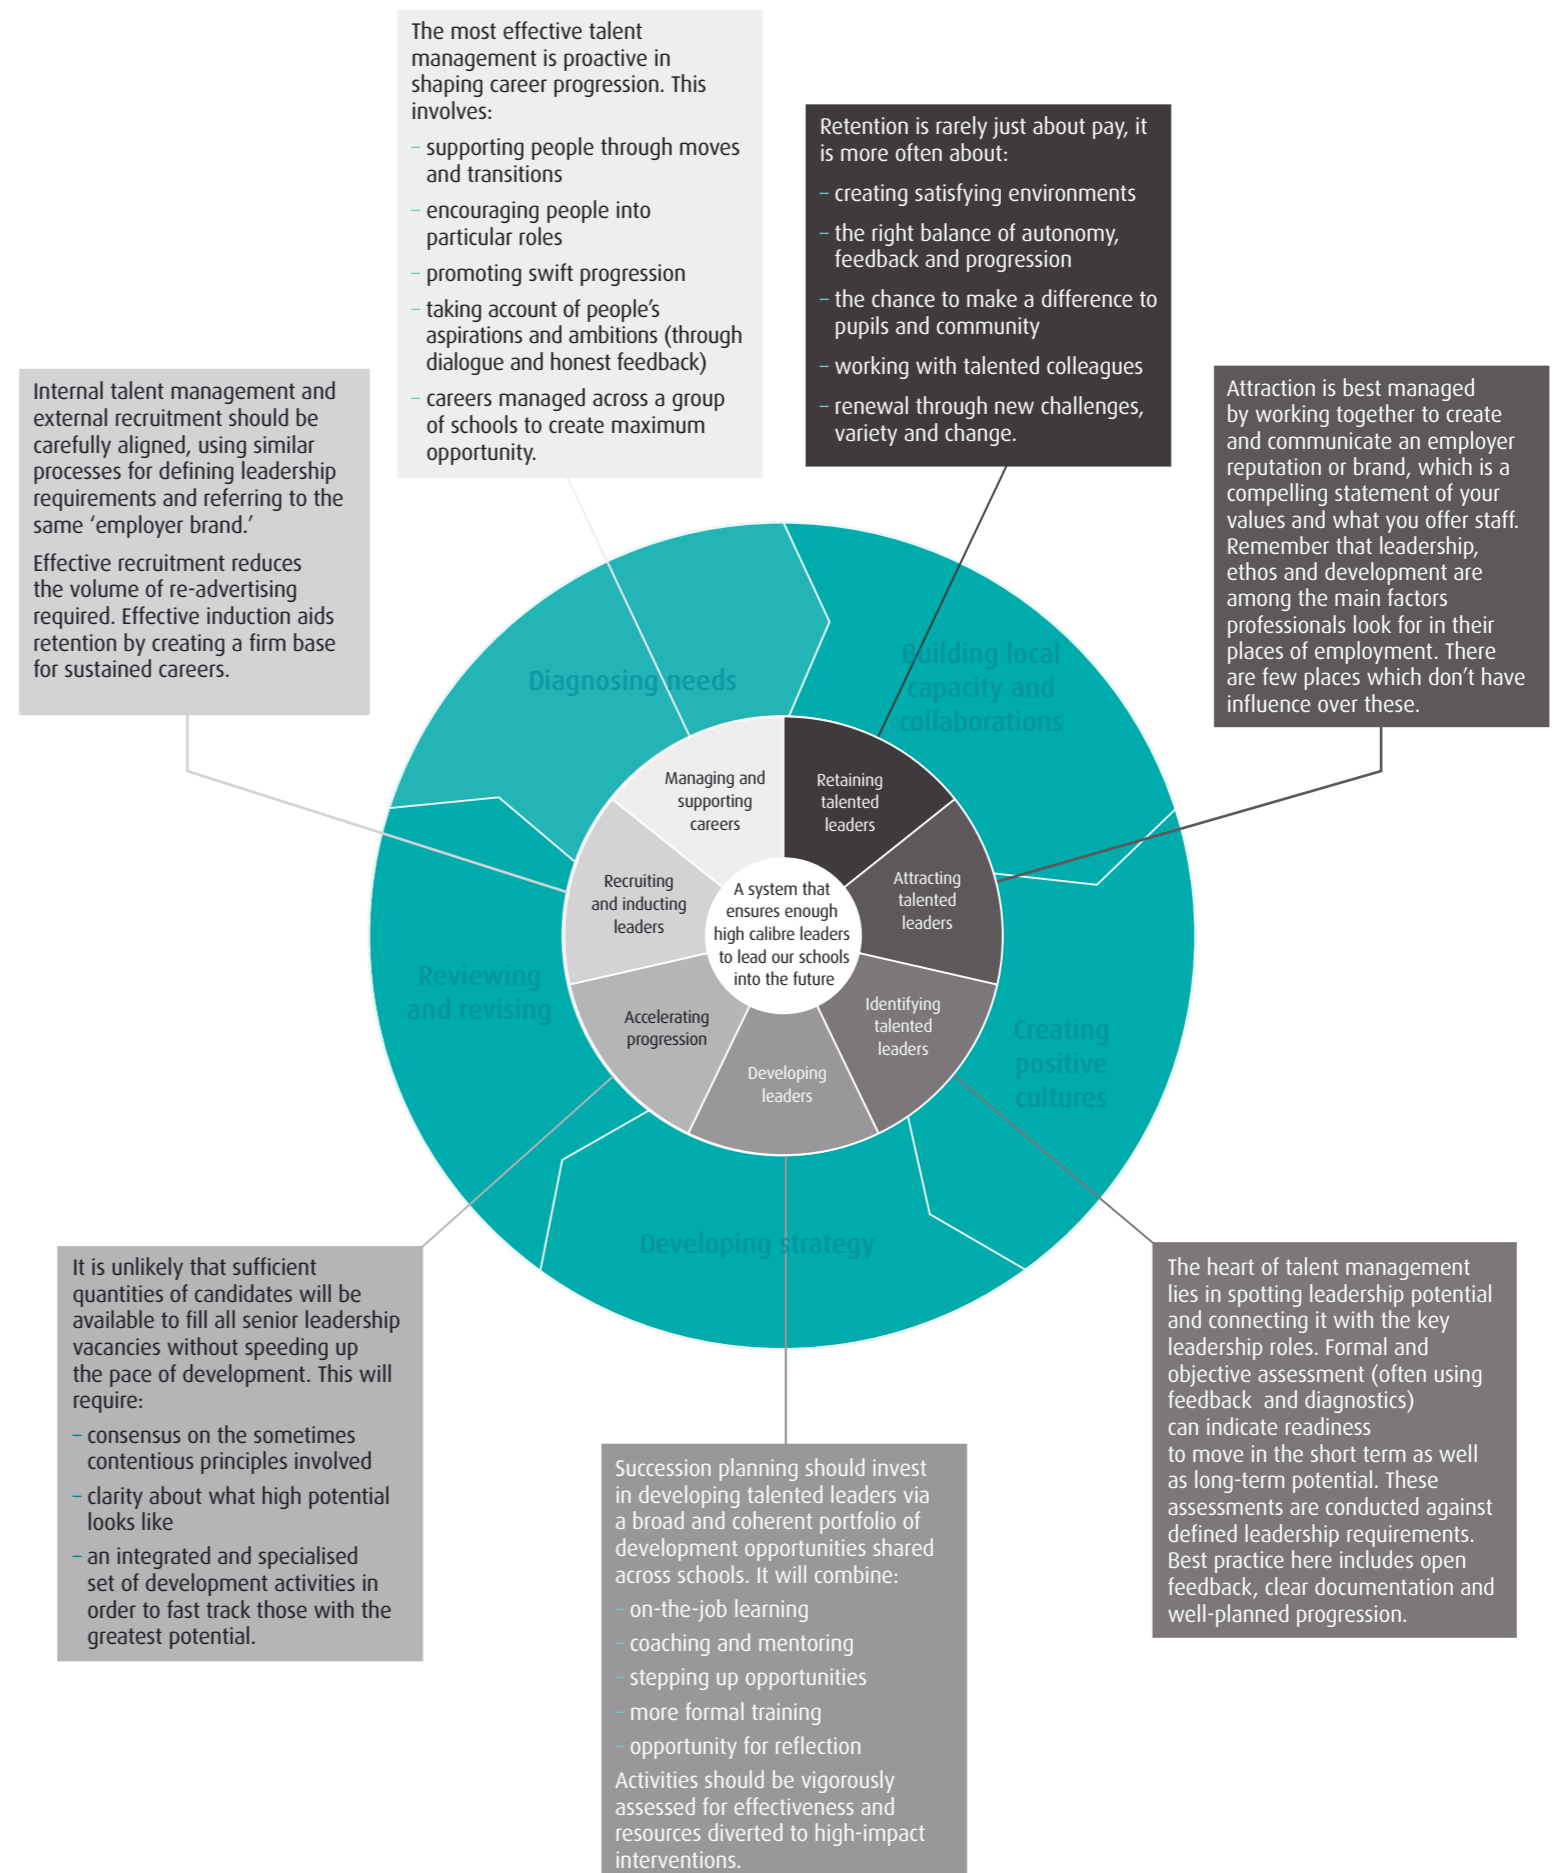 The most effective talent
management is proactive in
shaping career progression. This
involves:
– supporting people through moves
and transitions
– encouraging people into
particular roles
– promoting swift progression
– taking account of people’s
aspirations and ambitions (through
dialogue and honest feedback)
– careers managed across a group
of schools to create maximum
opportunity.
Retention is rarely just about pay, it
is more often about:
– creating satisfying environments
– the right balance of autonomy,
feedback and progression
– the chance to make a difference to
pupils and community
– working with talented colleagues
– renewal through new challenges,
variety and change.
Internal talent management and
external recruitment should be
carefully aligned, using similar
processes for defining leadership
requirements and referring to the
same ‘employer brand.’
Effective recruitment reduces
the volume of re-advertising
required. Effective induction aids
retention by creating a firm base
for sustained careers.
Attraction is best managed
by working together to create
and communicate an employer
reputation or brand, which is a
compelling statement of your
values and what you offer staff.
Remember that leadership,
ethos and development are
among the main factors
professionals look for in their
places of employment. There
are few places which don’t have
influence over these.
Diagnosing needs
Building local
capacity and
collaborations
Managing and
supporting
careers
Retaining
talented
leaders
Recruiting
and inducting
leaders
A system that
ensures enough
high calibre leaders
to lead our schools
into the future
Attracting
talented
leaders
Reviewing
and revising
Accelerating
progression
Developing
leaders
Identifying
talented
leaders
Creating
positive
cultures
Developing strategy
It is unlikely that sufficient
quantities of candidates will be
available to fill all senior leadership
vacancies without speeding up
the pace of development. This will
require:
– consensus on the sometimes
contentious principles involved
– clarity about what high potential
looks like
– an integrated and specialised
set of development activities in
order to fast track those with the
greatest potential.
The heart of talent management
lies in spotting leadership potential
and connecting it with the key
leadership roles. Formal and
objective assessment (often using
feedback and diagnostics)
can indicate readiness
to move in the short term as well
as long-term potential. These
assessments are conducted against
defined leadership requirements.
Best practice here includes open
feedback, clear documentation and
well-planned progression.
Succession planning should invest
in developing talented leaders via
a broad and coherent portfolio of
development opportunities shared
across schools. It will combine:
– on-the-job learning
– coaching and mentoring
– stepping up opportunities
– more formal training
– opportunity for reflection
Activities should be vigorously
assessed for effectiveness and
resources diverted to high-impact
interventions.